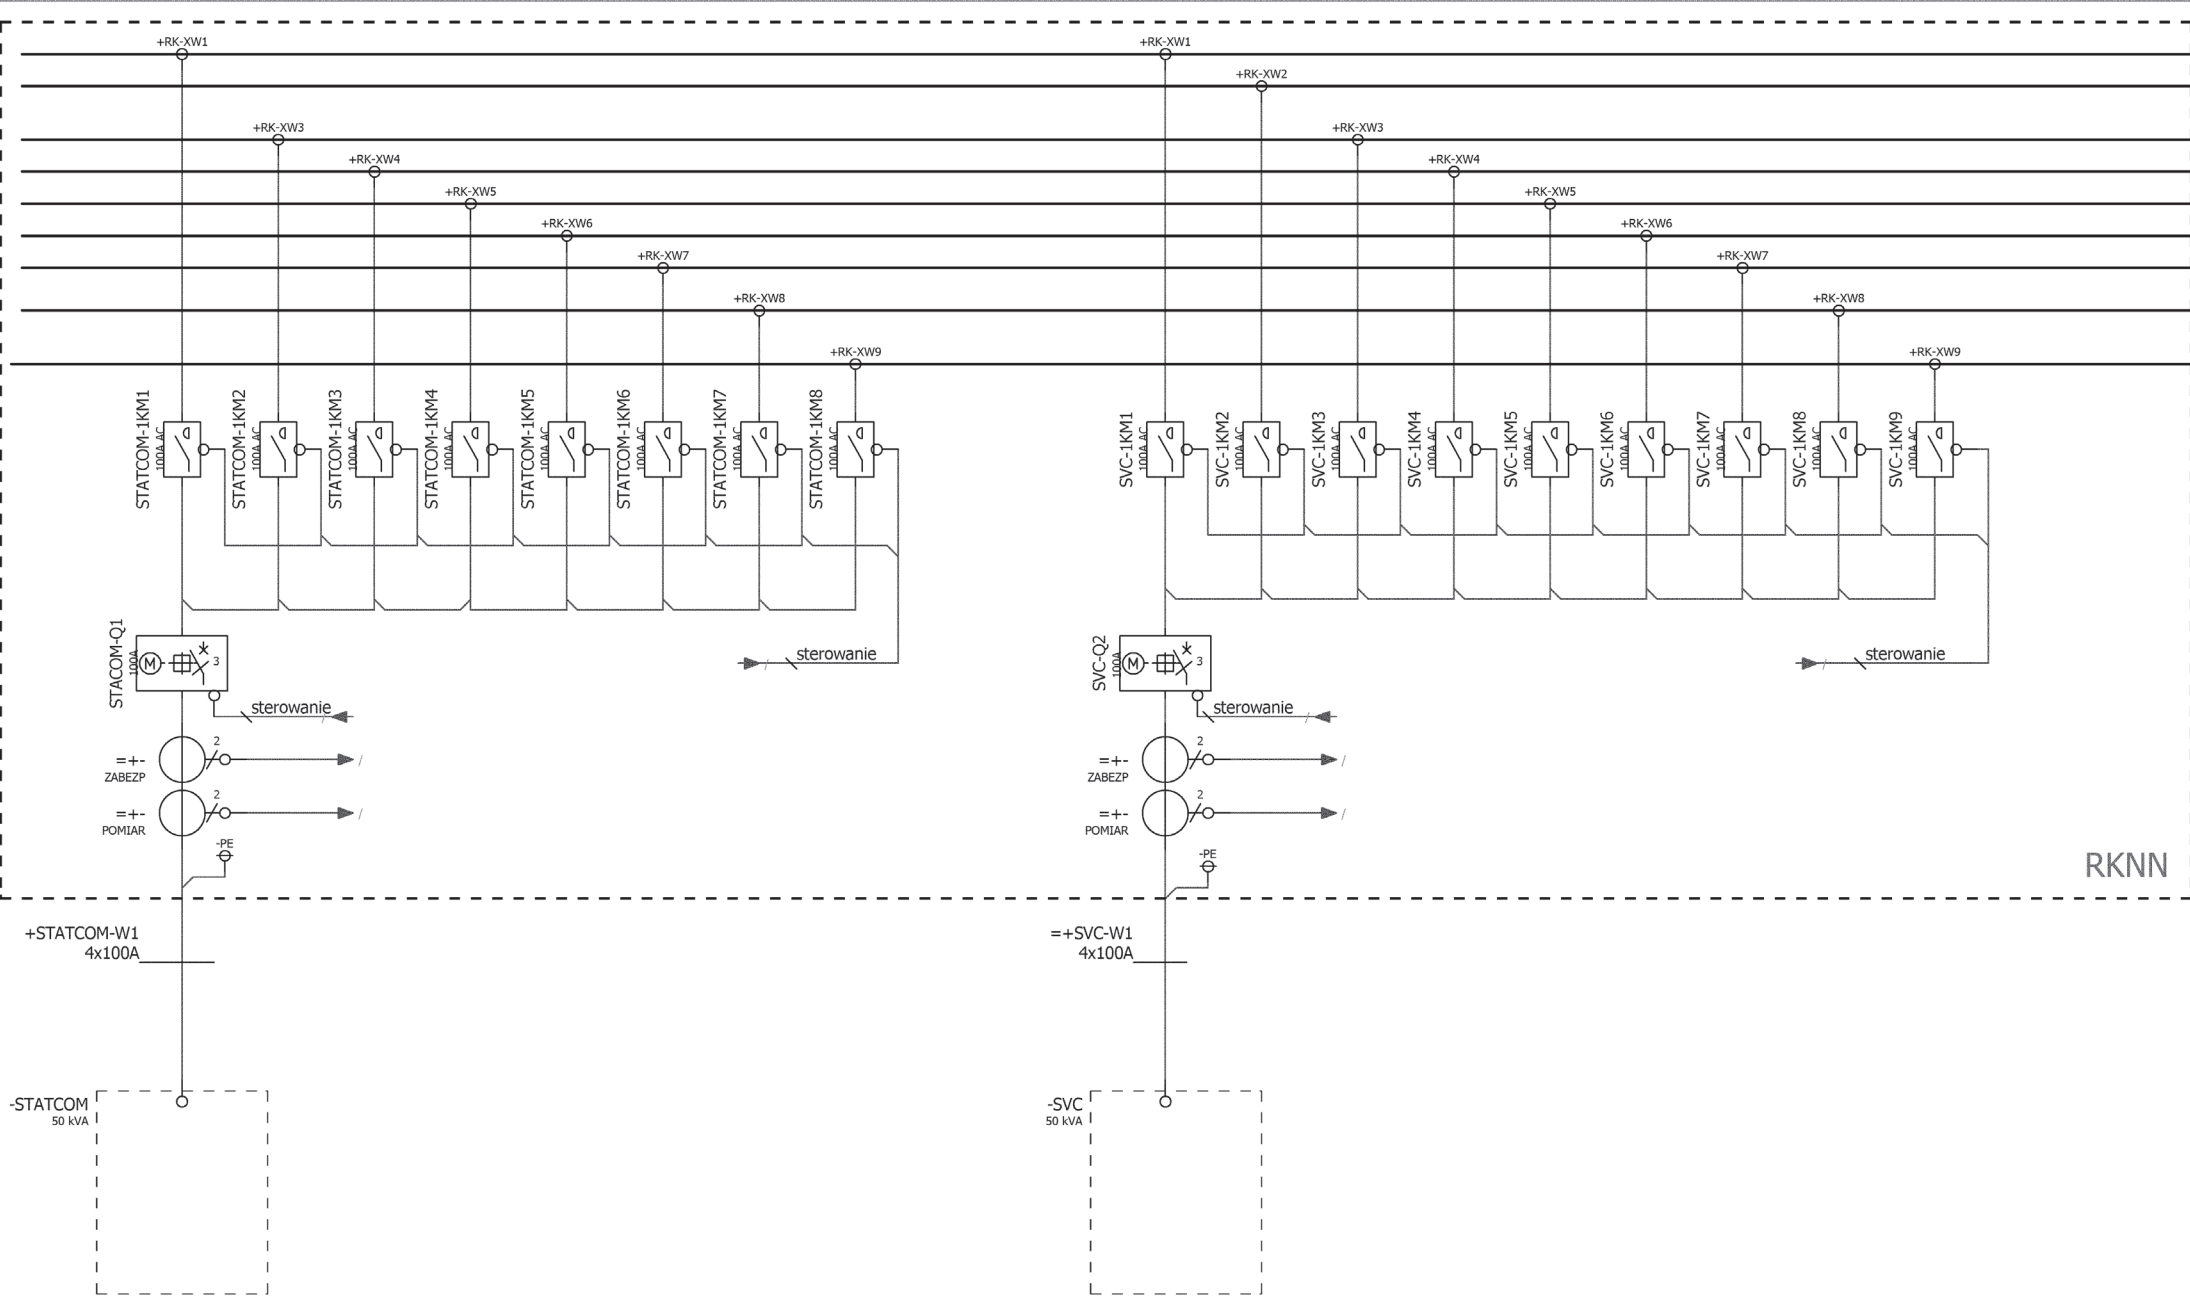 +RK-XW1
+RK-XW1
+RK-XW2
+RK-XW3
+RK-XW3
+RK-XW4
+RK-XW4
+RK-XW5
+RK-XW5
+RK-XW6
+RK-XW6
+RK-XW7
+RK-XW7
+RK-XW8
+RK-XW8
+RK-XW9
+RK-XW9
STATCOM-1KM1
100A AC
STATCOM-1KM2
100A AC
STATCOM-1KM3
100A AC
STATCOM-1KM4
100A AC
STATCOM-1KM5
100A AC
STATCOM-1KM6
100A AC
STATCOM-1KM7
100A AC
STATCOM-1KM8
100A AC
SVC-1KM1
100A AC
SVC-1KM2
100A AC
SVC-1KM3
100A AC
SVC-1KM4
100A AC
SVC-1KM5
100A AC
SVC-1KM6
100A AC
SVC-1KM7
100A AC
SVC-1KM8
100A AC
SVC-1KM9
100A AC
STACOM-Q1
100A
M
3
/
sterowanie
SVC-Q2
100A
M
3
/
sterowanie
sterowanie
/
sterowanie
/
2
/
=+-
ZABEZP
2
/
=+-
ZABEZP
2
/
=+-
POMIAR
2
/
=+-
POMIAR
-PE
-PE
RKNN
+STATCOM-W1
4x100A
=+SVC-W1
4x100A
-STATCOM
50 kVA
-SVC
50 kVA